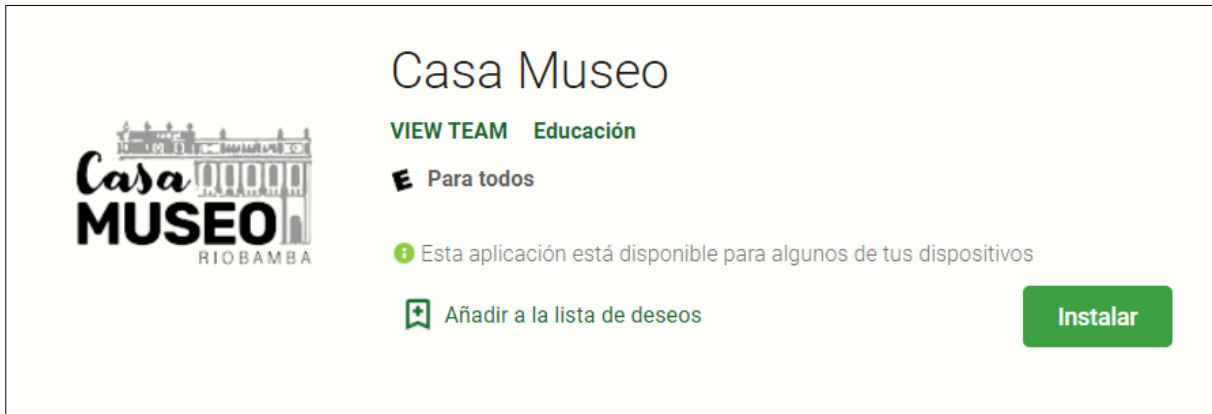 Casa
MUSEO
RIOBAMBA
Casa Museo
VIEW TEAM Educación
E Para todos
Esta aplicación está disponible para algunos de tus dispositivos
Añadir a la lista de deseos
Instalar